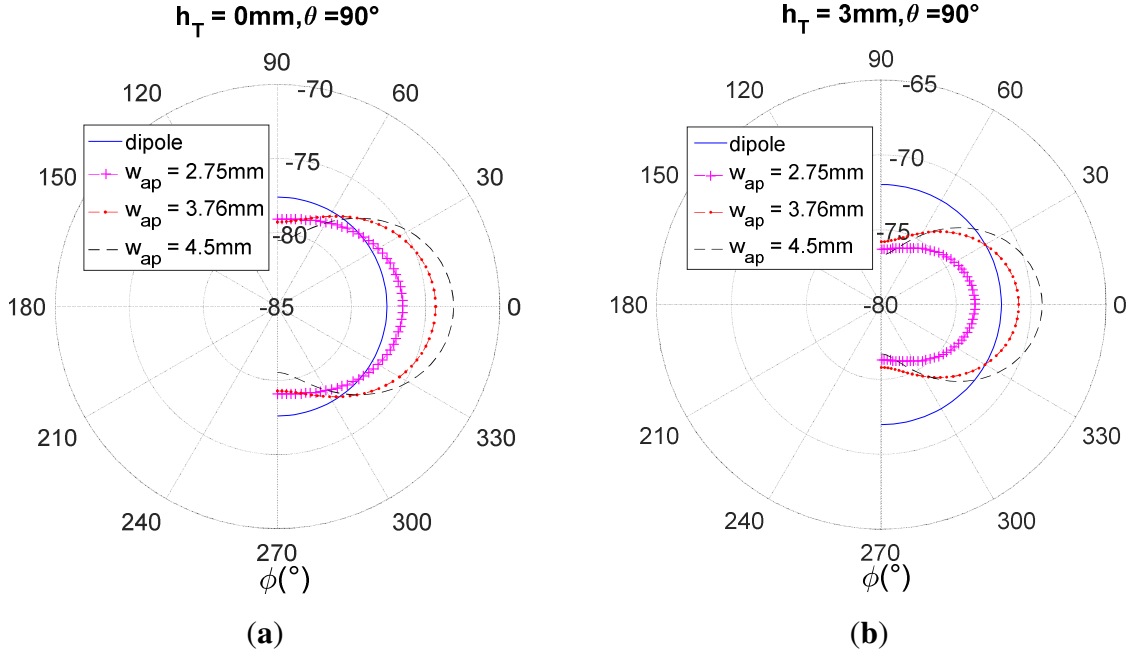 h_T = 0mm,θ =90°
90
-70
120
60
dipole
w_ap = 2.75mm
w_ap = 3.76mm
w_ap = 4.5mm
-75
150
30
-80
180
-85
0
210
330
240
300
270
ϕ(°)
(a)
h_T = 3mm,θ =90°
90
-65
120
60
dipole
w_ap = 2.75mm
w_ap = 3.76mm
w_ap = 4.5mm
-70
150
30
-75
180
-80
0
210
330
240
300
270
ϕ(°)
(b)